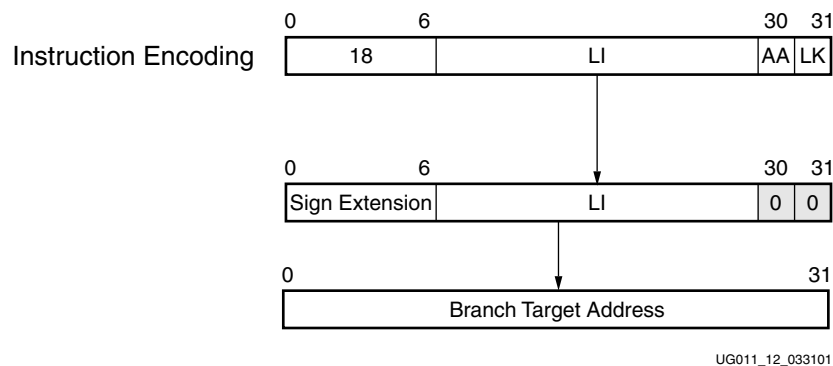 0 6 30 31
Instruction Encoding 18 LI AA LK
0 6 30 31
Sign Extension LI 0 0
0 31
Branch Target Address
UG011_12_033101